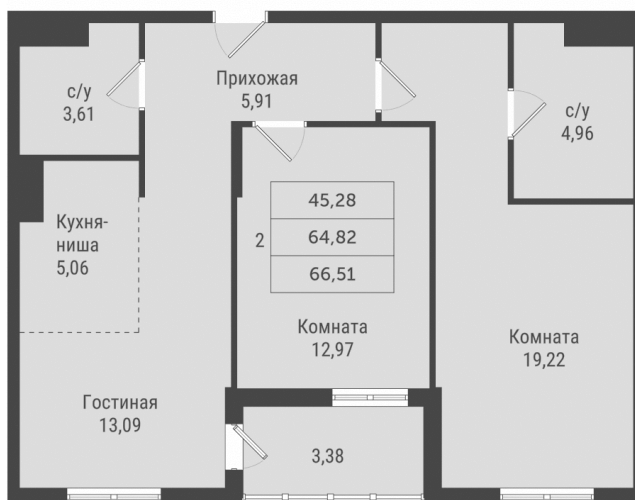 с/у
3,61
Прихожая
5,91
с/у
4,96
Кухня-
ниша
5,06
2
45,28
64,82
66,51
Комната
12,97
Комната
19,22
Гостиная
13,09
3,38